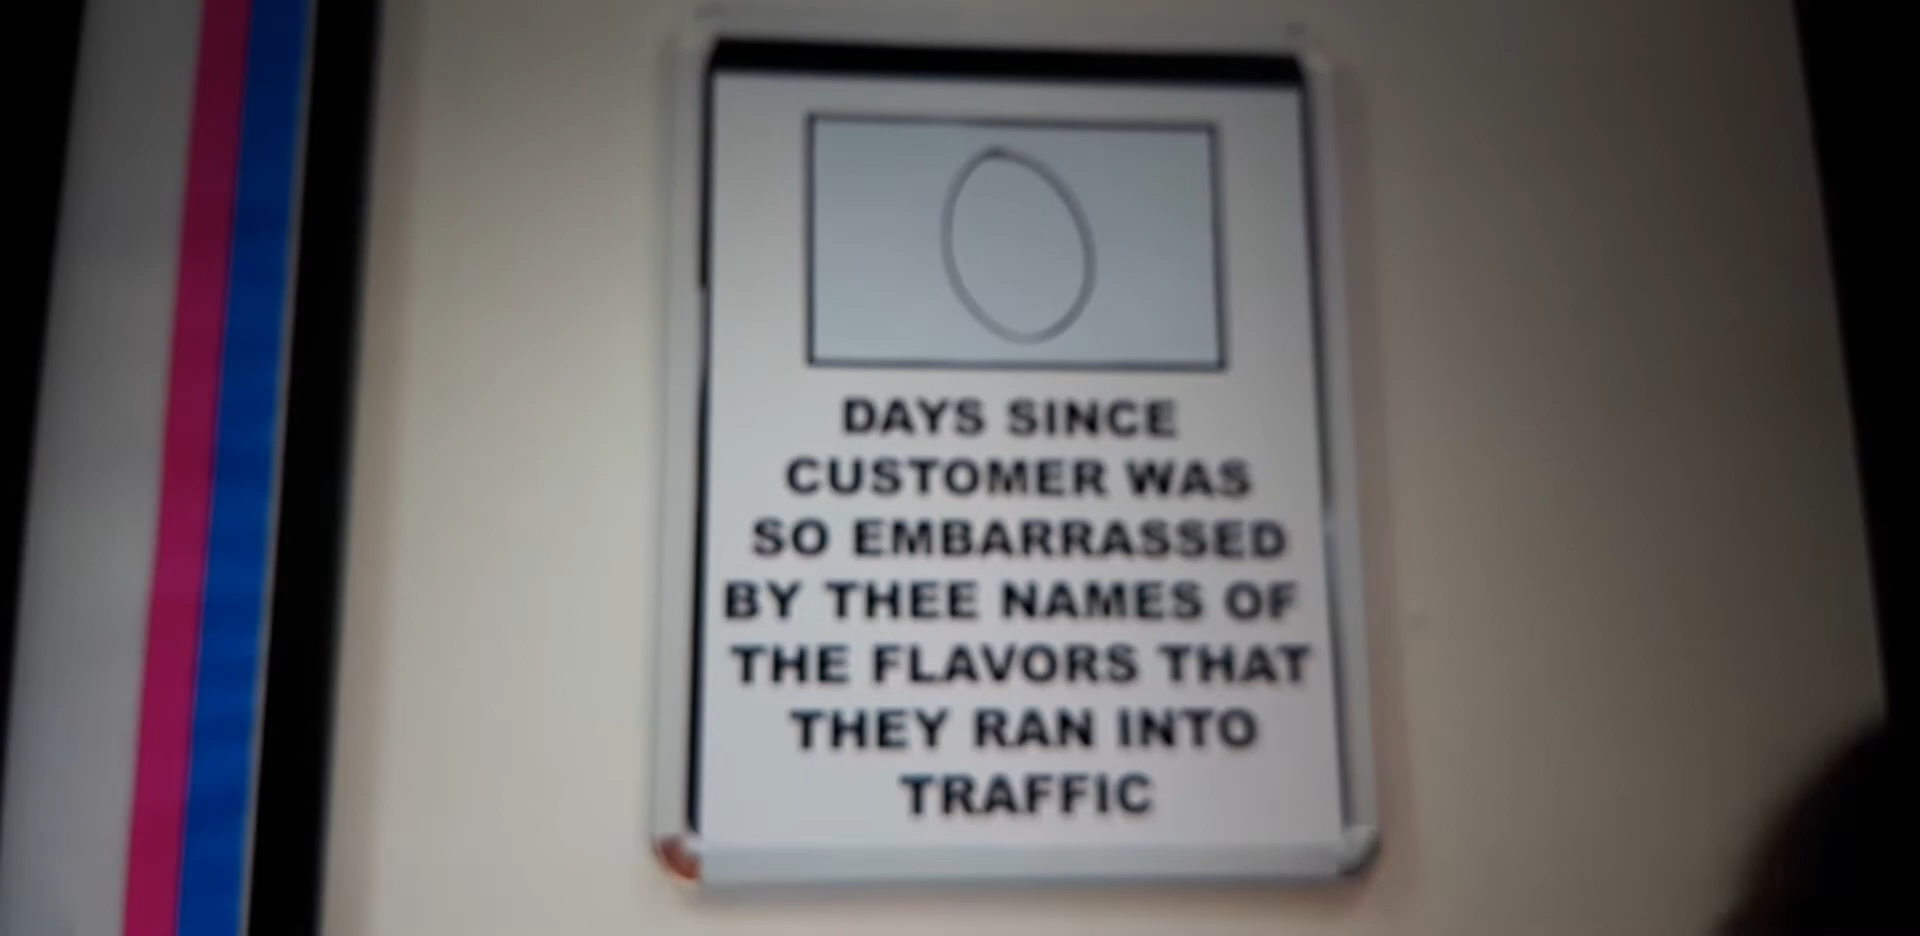 0
DAYS SINCE
CUSTOMER WAS
SO EMBARRASSED
BY THEE NAMES OF
THE FLAVORS THAT
THEY RAN INTO
TRAFFIC